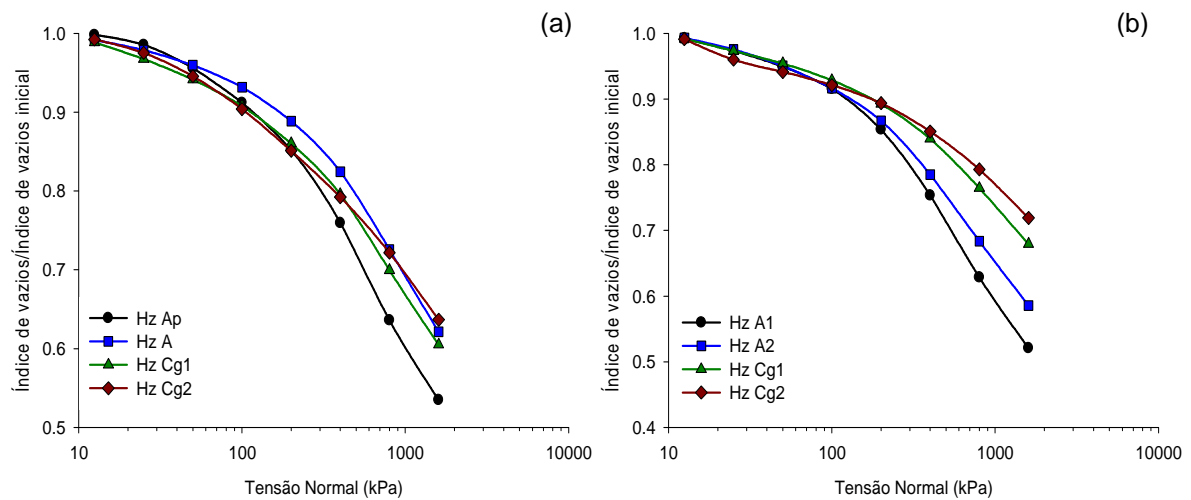 (a)
Índice de vazios/Índice de vazios inicial
1.0
0.9
0.8
0.7
0.6
0.5
Hz Ap
Hz A
Hz Cg1
Hz Cg2
10
100
1000
10000
Tensão Normal (kPa)
(b)
Índice de vazios/Índice de vazios inicial
1.0
0.9
0.8
0.7
0.6
0.5
0.4
Hz A1
Hz A2
Hz Cg1
Hz Cg2
10
100
1000
10000
Tensão Normal (kPa)